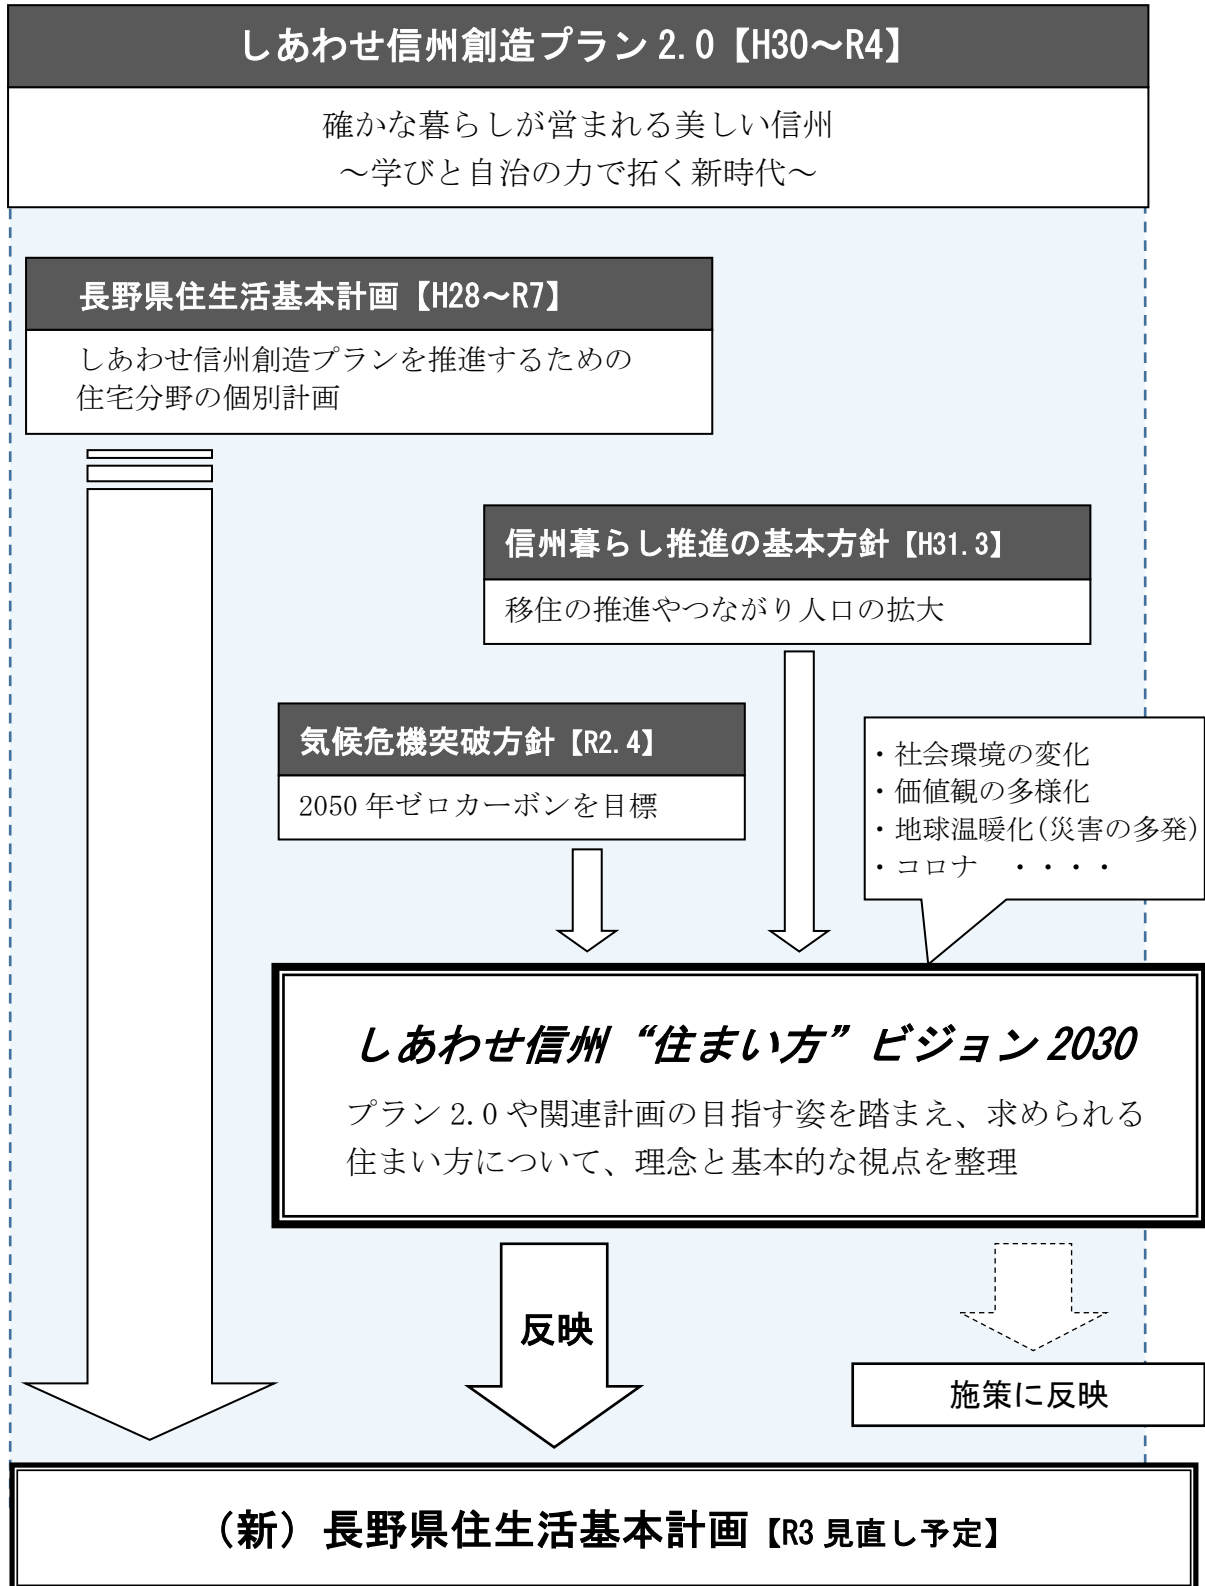 しあわせ信州創造プラン 2.0【H30～R4】
確かな暮らしが営まれる美しい信州
～学びと自治の力で拓く新時代～
長野県住生活基本計画【H28～R7】
しあわせ信州創造プランを推進するための
住宅分野の個別計画
信州暮らし推進の基本方針【H31.3】
移住の推進やつながり人口の拡大
気候危機突破方針【R2.4】
2050 年ゼロカーボンを目標
・社会環境の変化
・価値観の多様化
・地球温暖化(災害の多発)
・コロナ　・・・・
しあわせ信州“住まい方”ビジョン 2030
プラン 2.0 や関連計画の目指す姿を踏まえ、求められる
住まい方について、理念と基本的な視点を整理
反映
施策に反映
（新）長野県住生活基本計画【R3 見直し予定】